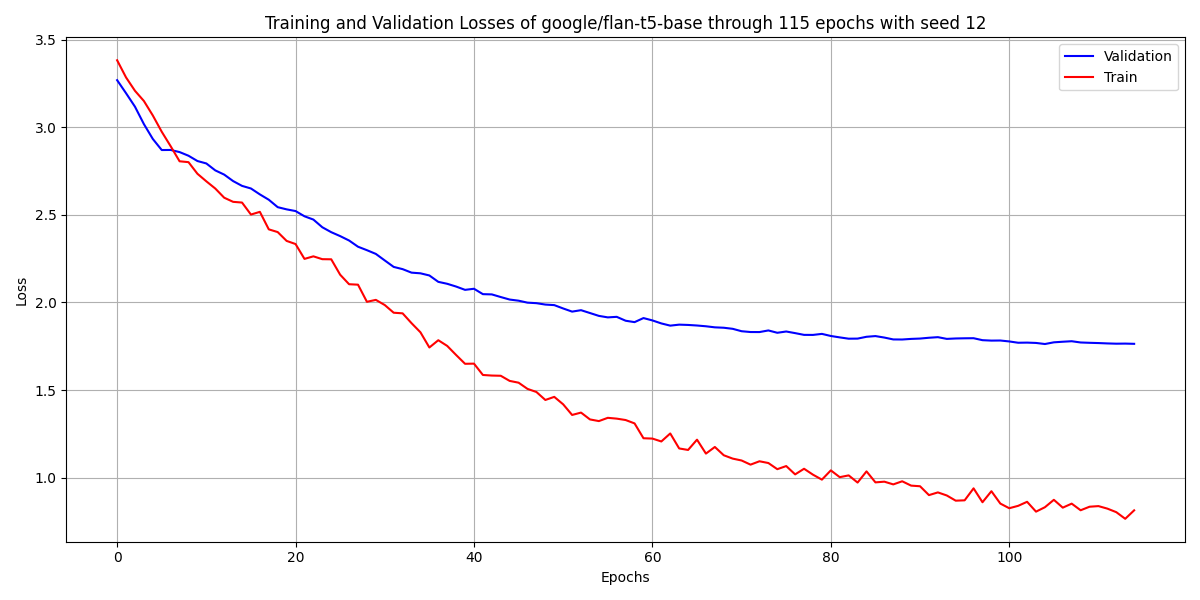 Training and Validation Losses of google/flan-t5-base through 115 epochs with seed 12
Validation
Train
3.5
3.0
2.5
2.0
1.5
1.0
Loss
0 20 40 60 80 100
Epochs